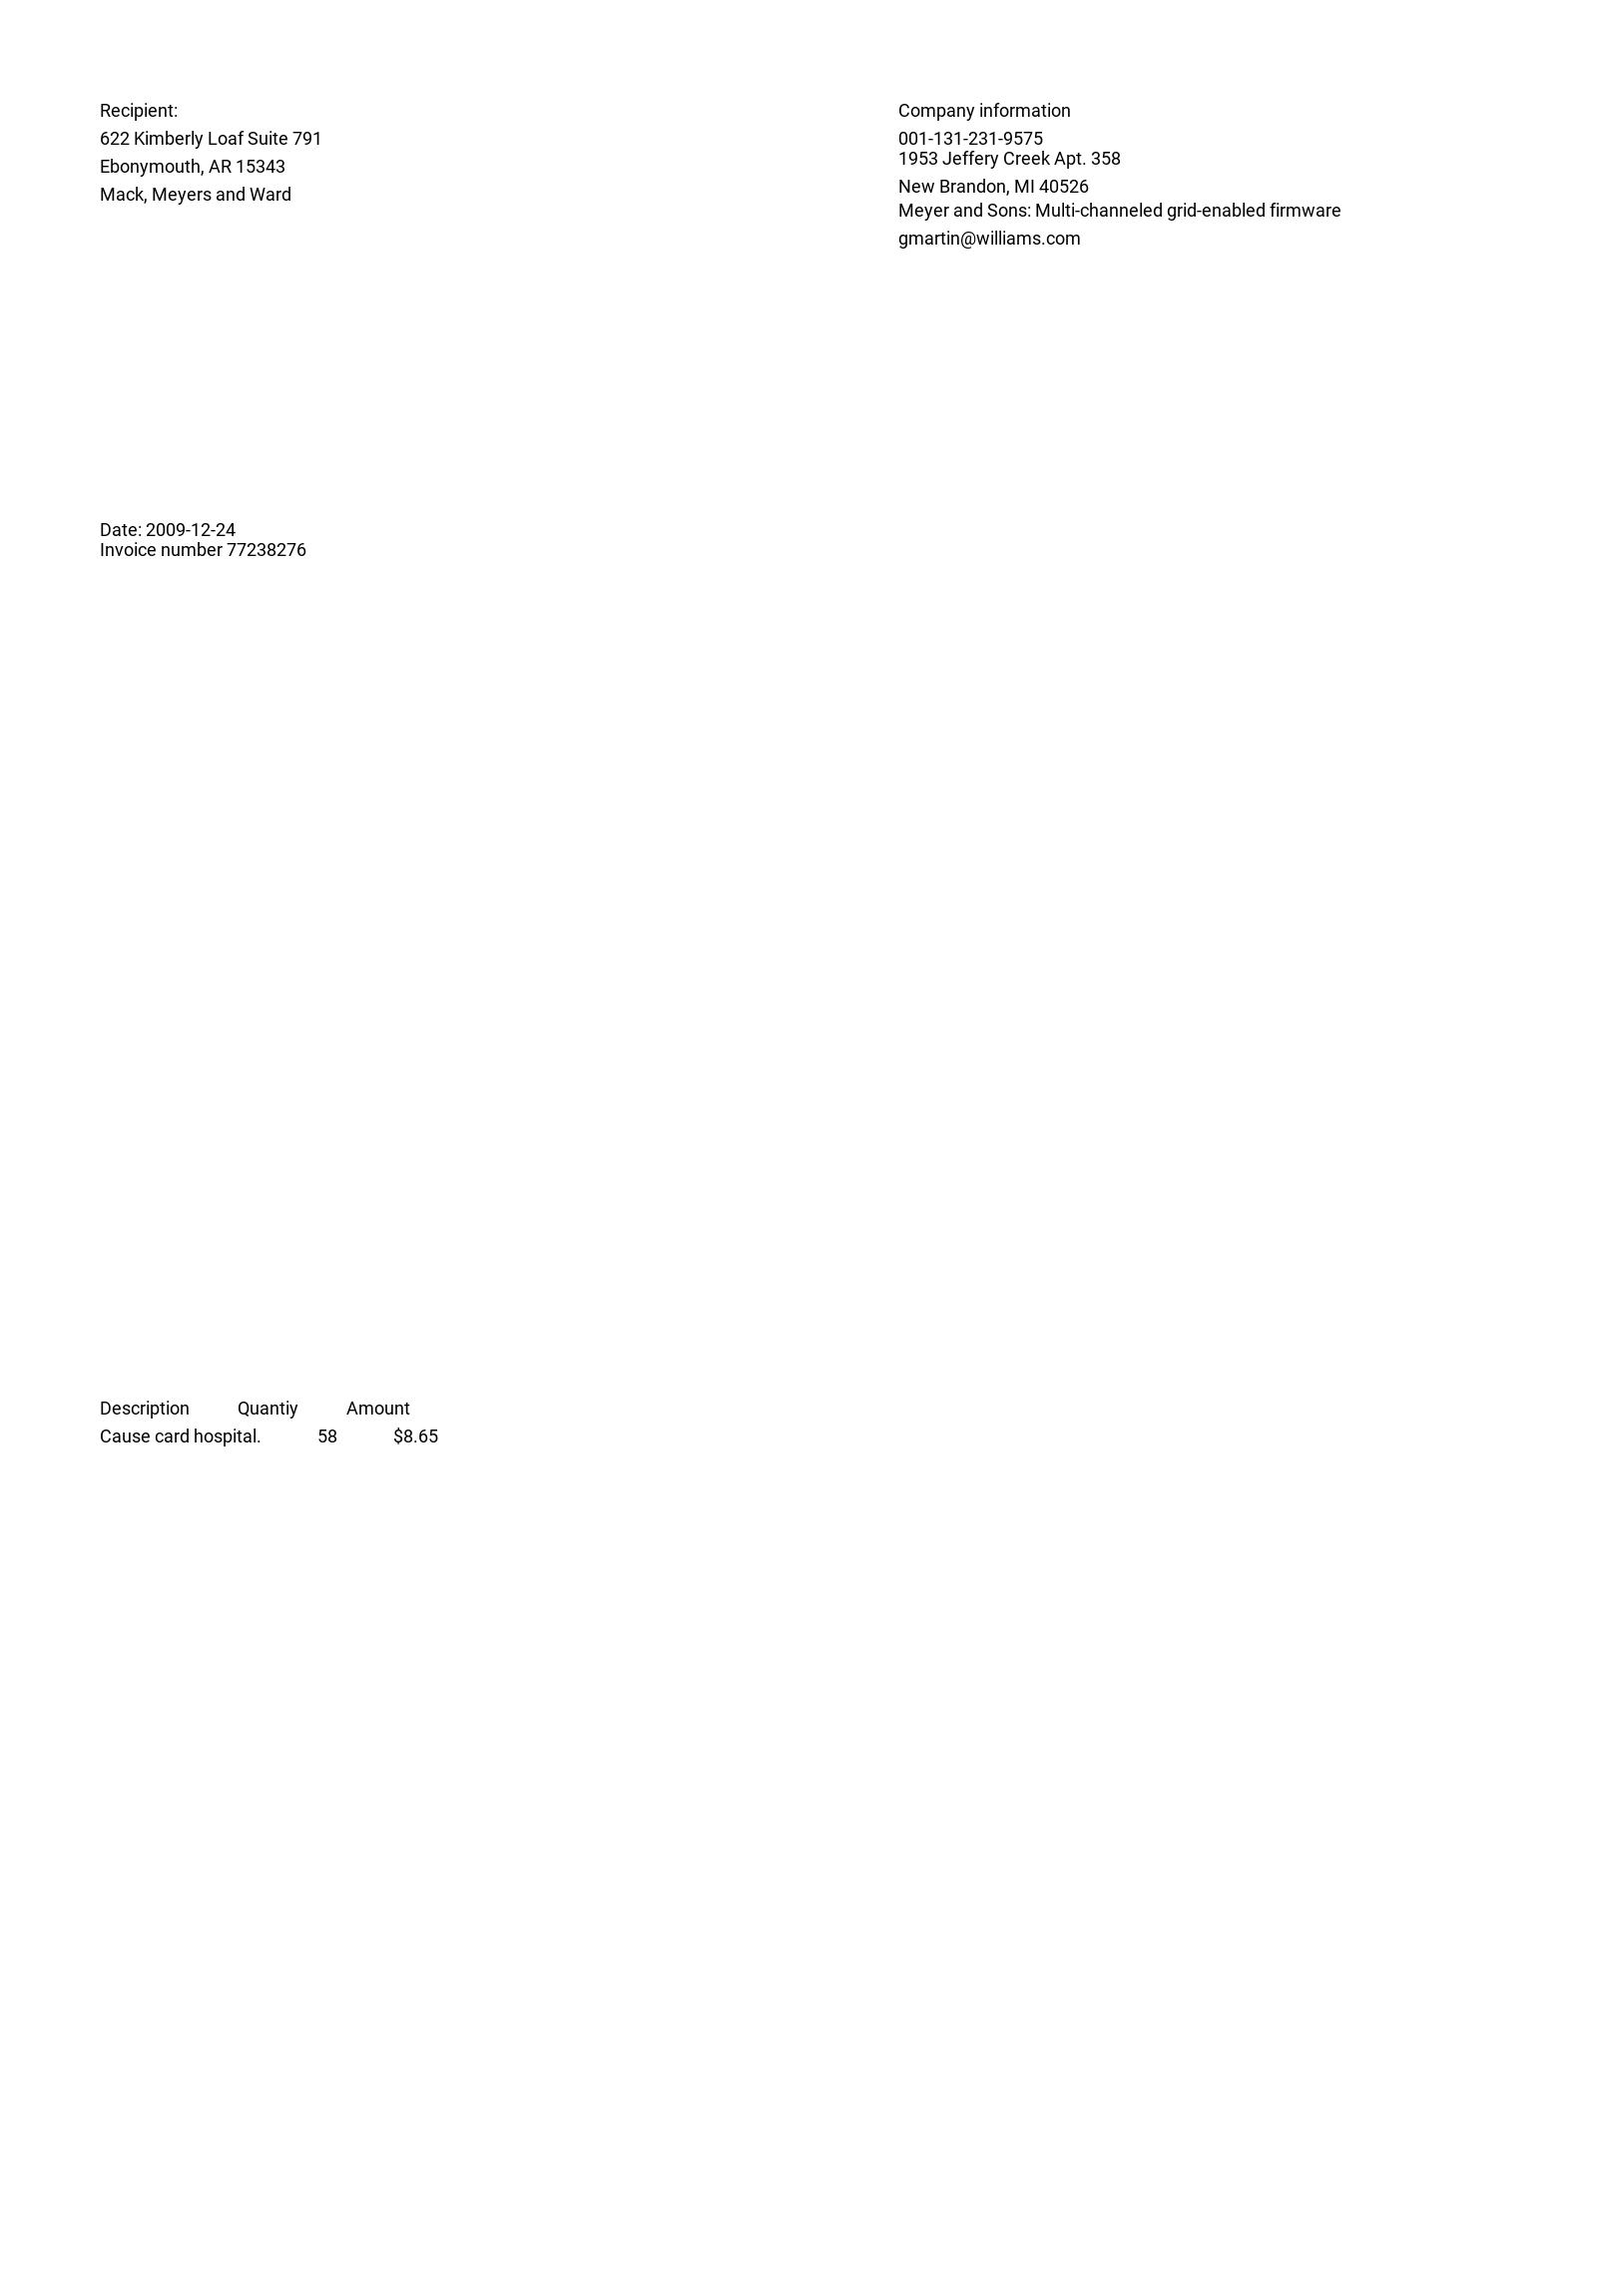 Recipient:
622 Kimberly Loaf Suite 791
Ebonymouth, AR 15343
Mack, Meyers and Ward
Company information
001-131-231-9575
1953 Jeffery Creek Apt. 358
New Brandon, MI 40526
Meyer and Sons: Multi-channeled grid-enabled firmware
gmartin@williams.com
Date: 2009-12-24
Invoice number 77238276
Description Quantiy Amount
Cause card hospital. 58 $8.65